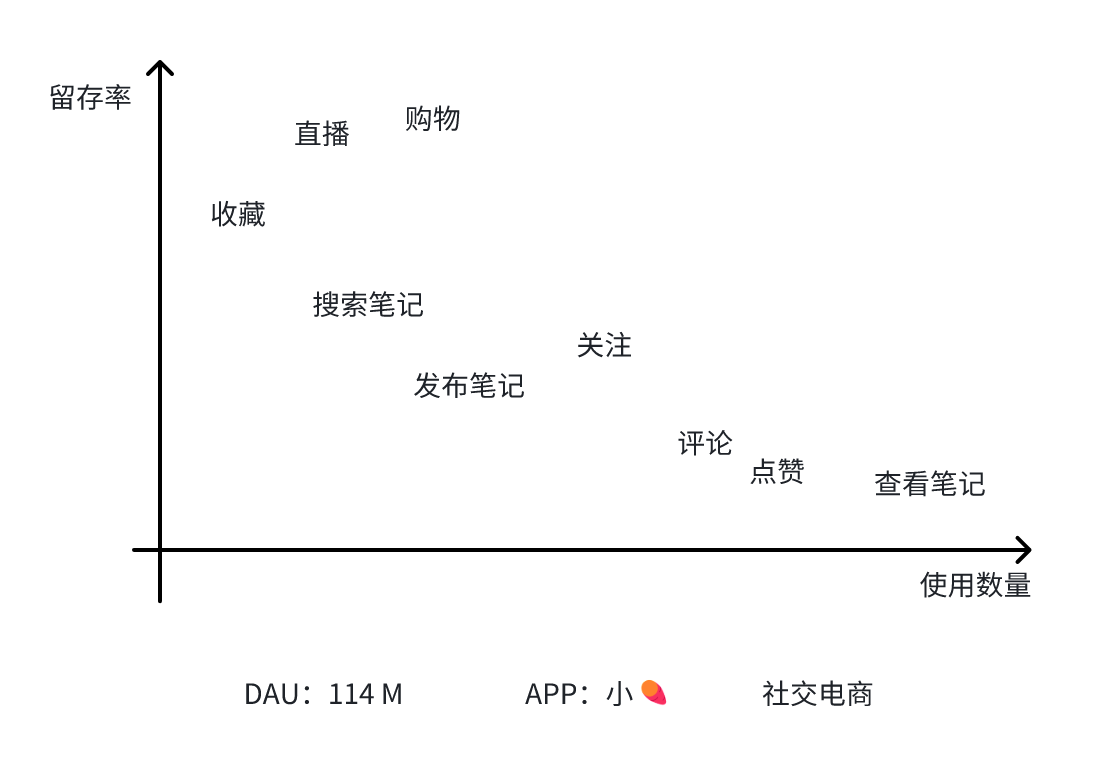 留存率
直播
购物
收藏
搜索笔记
关注
发布笔记
评论
点赞
查看笔记
使用数量
DAU：114 M
APP：小
社交电商